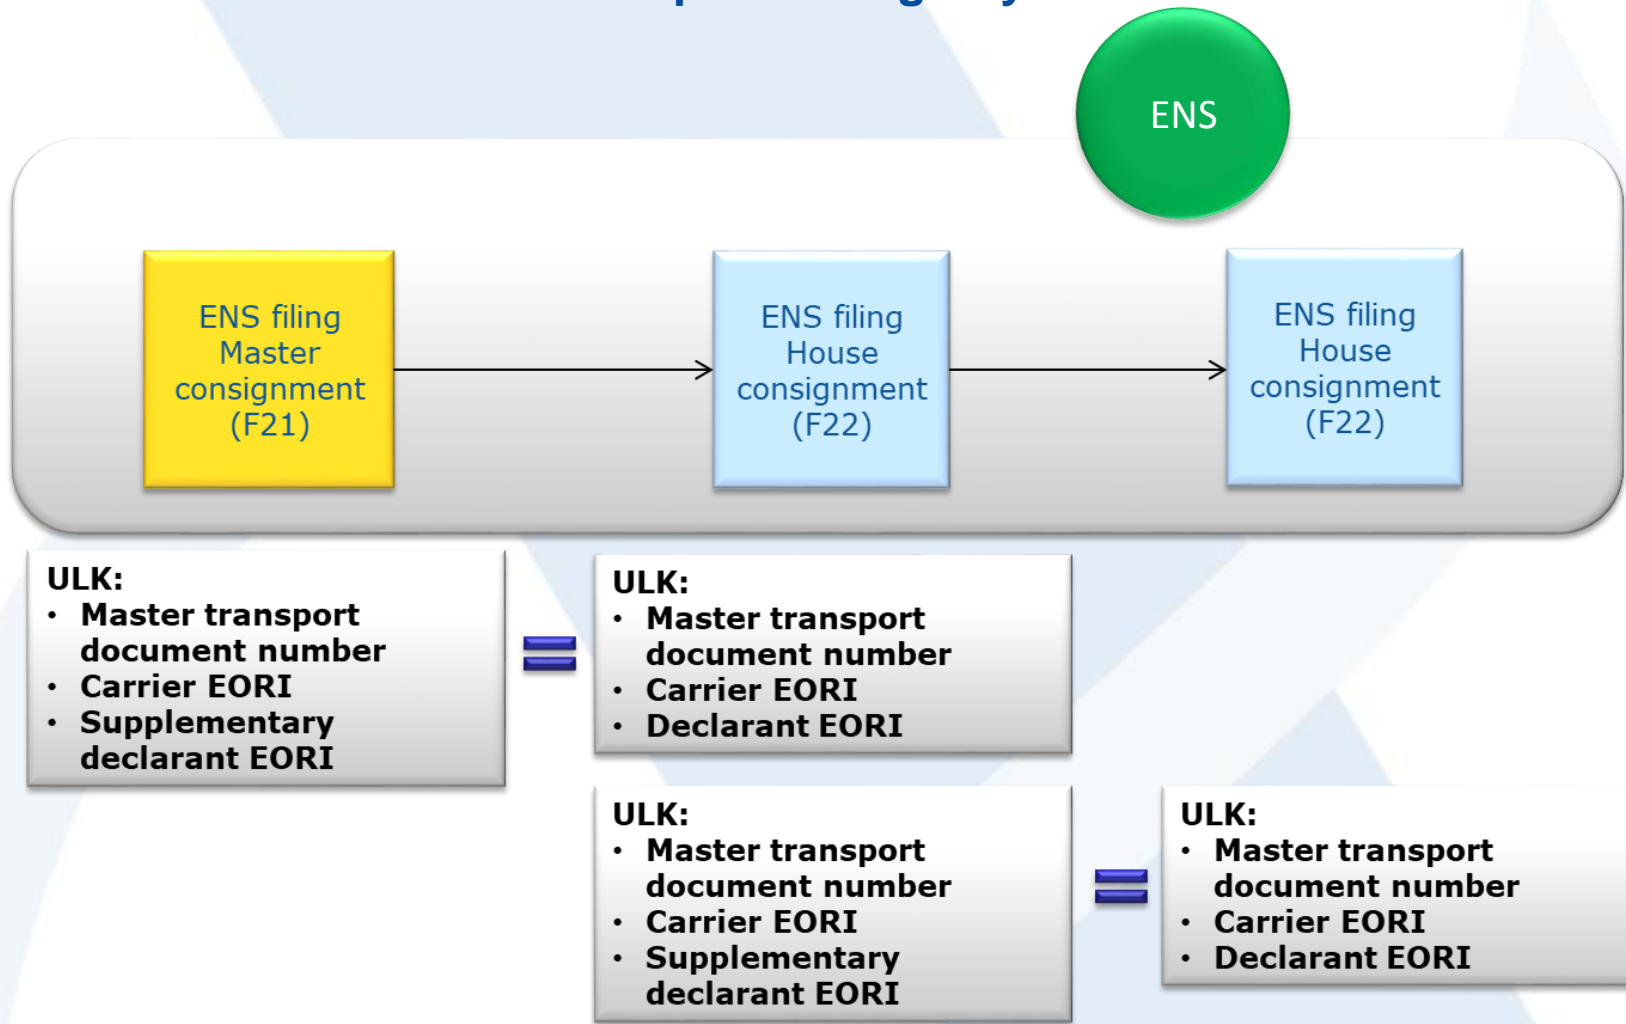 ENS
ENS filing
Master
consignment
(F21)
ENS filing
House
consignment
(F22)
ENS filing
House
consignment
(F22)
ULK:
• Master transport
document number
• Carrier EORI
• Supplementary
declarant EORI
ULK:
• Master transport
document number
• Carrier EORI
• Declarant EORI
ULK:
• Master transport
document number
• Carrier EORI
• Supplementary
declarant EORI
ULK:
• Master transport
document number
• Carrier EORI
• Declarant EORI